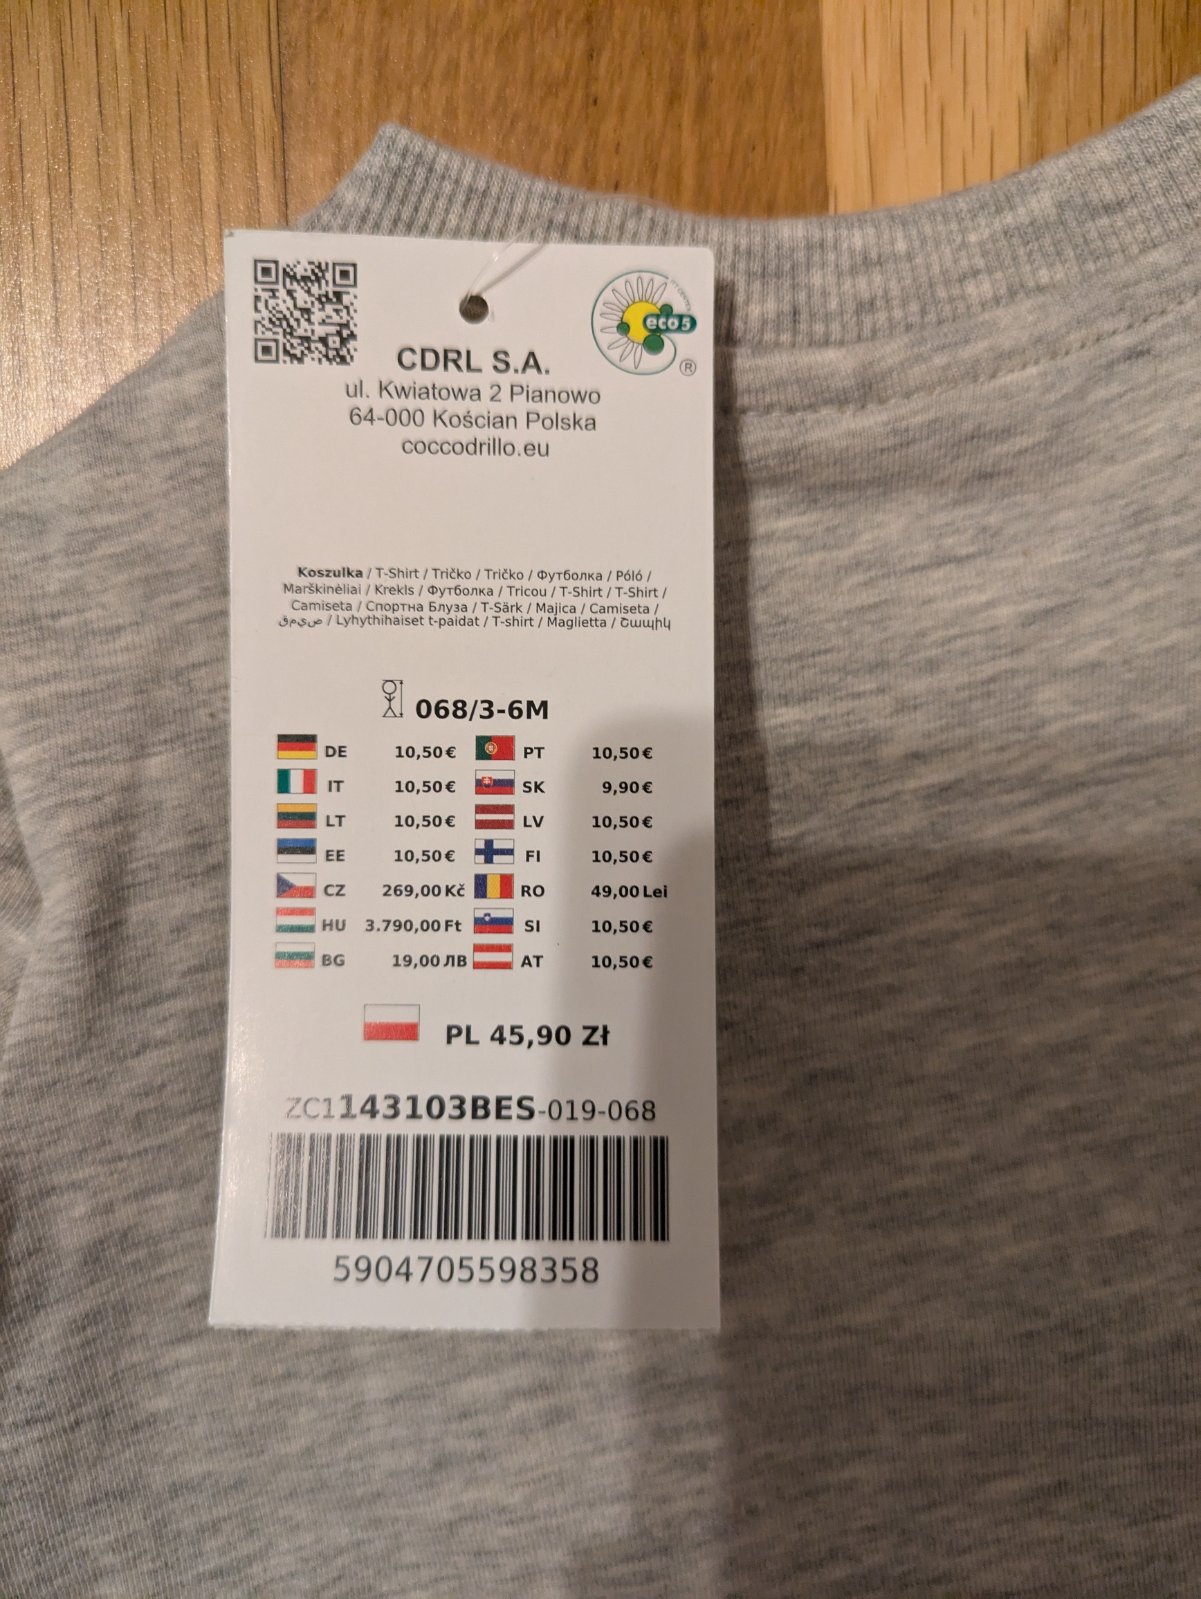 eco5
®
CDRL S.A.
ul. Kwiatowa 2 Pianowo
64-000 Kościan Polska
coccodrillo.eu
Koszulka / T-Shirt / Tričko / Tričko / Футболка / Póló /
Marškinėliai / Krekls / Футболка / Tricou / T-Shirt / T-Shirt /
Camiseta / Спортна Блуза / T-Särk / Majica / Camiseta /
قميص / Lyhythihaiset t-paidat / T-shirt / Maglietta / Շապիկ
068/3-6M
DE 10,50€ PT 10,50€
IT 10,50€ SK 9,90€
LT 10,50€ LV 10,50€
EE 10,50€ FI 10,50€
CZ 269,00Kč RO 49,00Lei
HU 3.790,00Ft SI 10,50€
BG 19,00ЛВ AT 10,50€
PL 45,90 Zł
ZC1143103BES-019-068
5904705598358